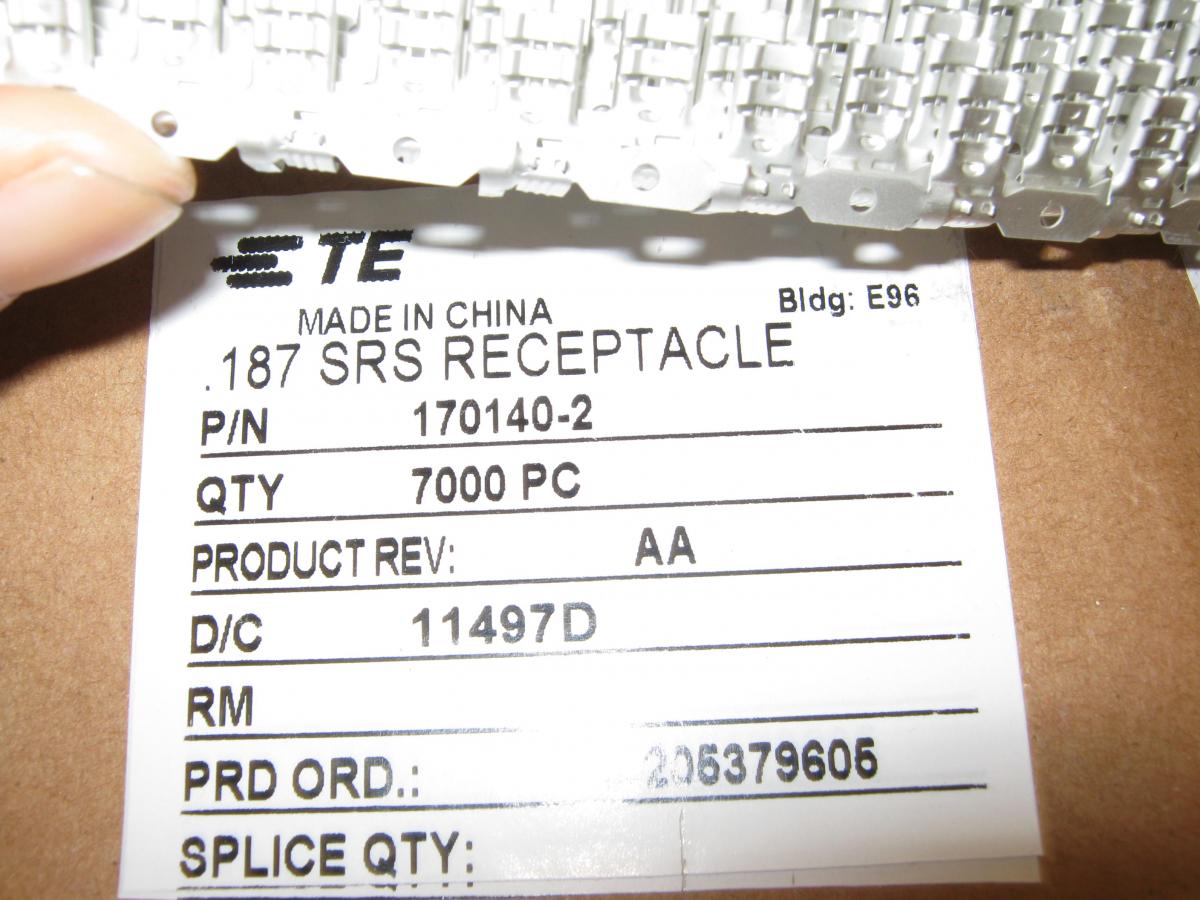 TE
MADE IN CHINA
Bldg: E96
.187 SRS RECEPTACLE
P/N 170140-2
QTY 7000 PC
PRODUCT REV: AA
D/C 11497D
RM
PRD ORD.: 205379605
SPLICE QTY: